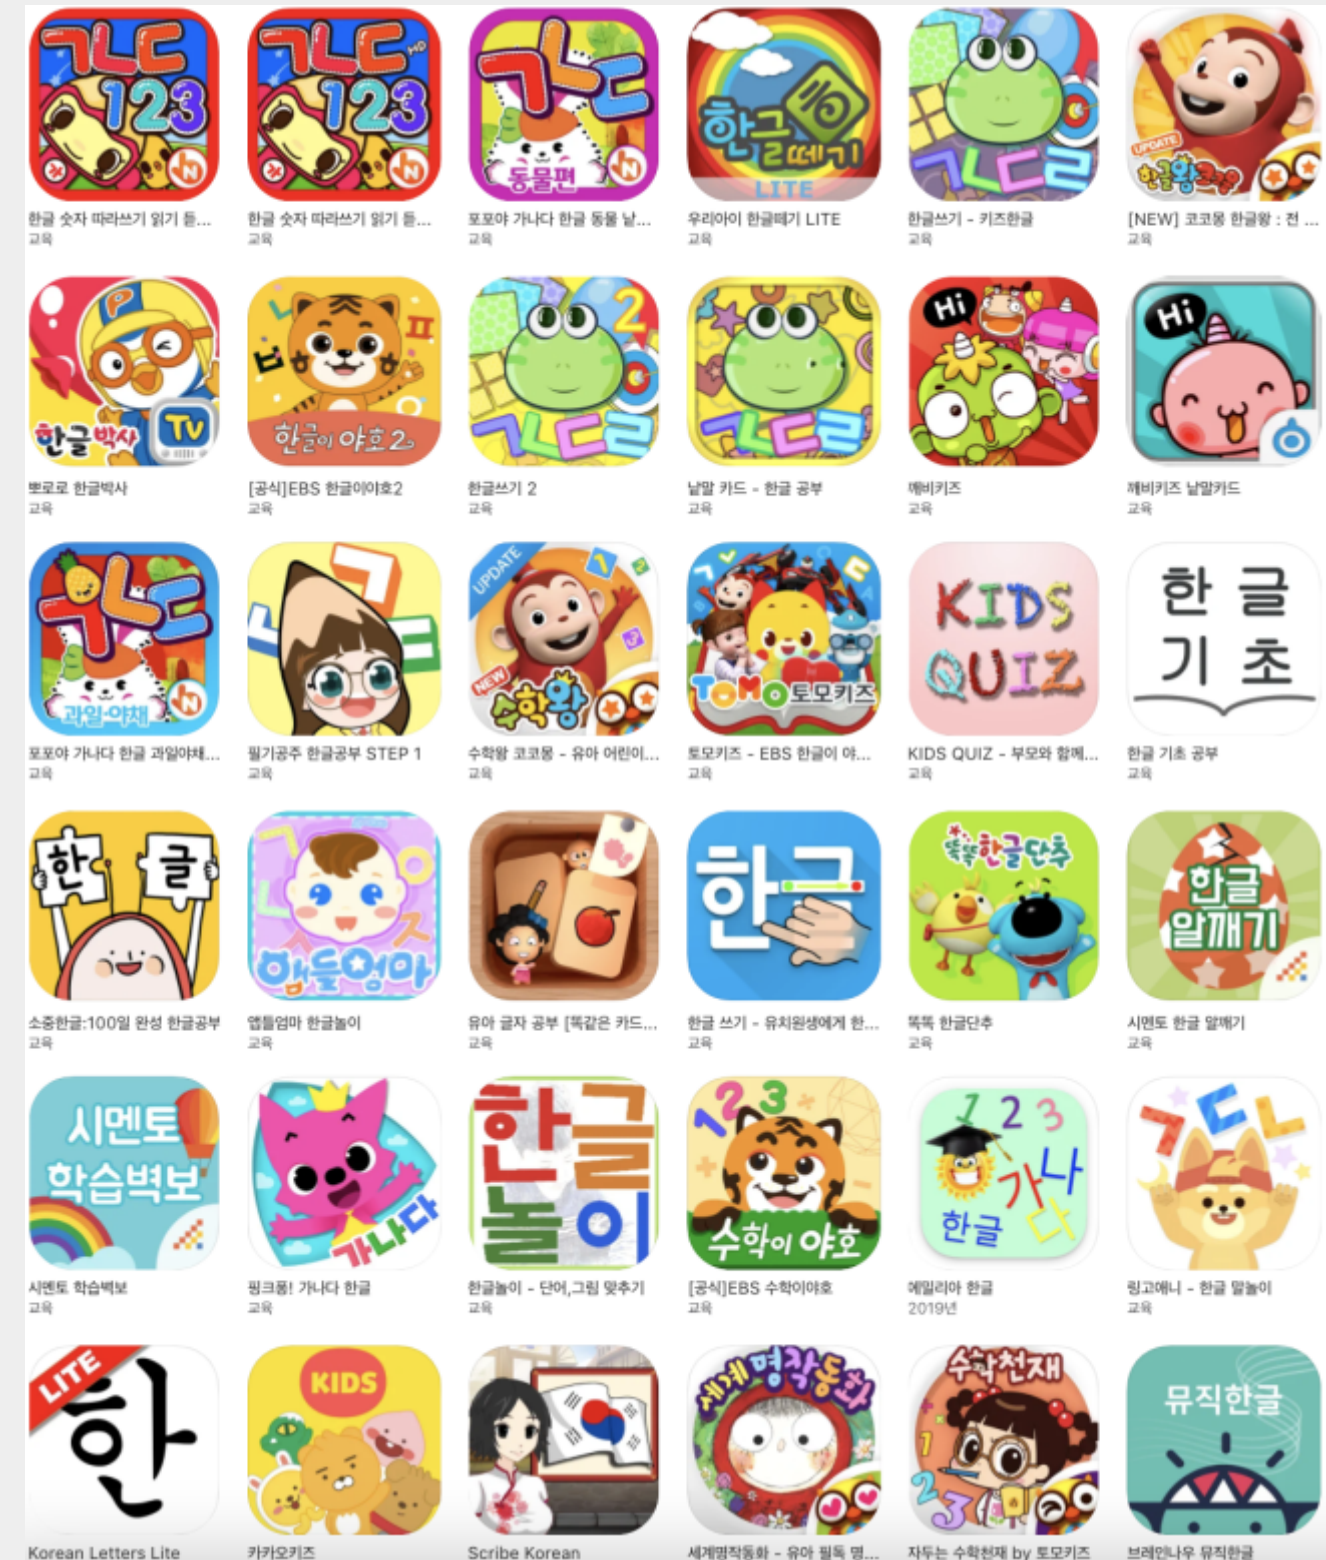 ㄱㄴㄷ
123
ㄱㄴㄷ HD
123
ㄱㄴㄷ
동물편
한글떼기
LITE
ㄱㄴㄷㄹ
UPDATE
한글왕코코몽
한글 숫자 따라쓰기 읽기 듣...
한글 숫자 따라쓰기 읽기 듣...
포포야 가나다 한글 동물 낱...
우리아이 한글떼기 LITE
한글쓰기 - 키즈한글
[NEW] 코코몽 한글왕 : 전 ...
교육
교육
교육
교육
교육
교육
P
한글박사
TV
ㄴ ㅍ
ㅂ
ㅇ
한글이 야호2
2
ㄱㄴㄷㄹ
ㄱㄴㄷㄹ
Hi
Hi
뽀로로 한글박사
[공식]EBS 한글이야호2
한글쓰기 2
낱말 카드 - 한글 공부
깨비키즈
깨비키즈 낱말카드
교육
교육
교육
교육
교육
교육
ㄱㄴㄷ
과일·야채
ㄱ
ㄴ
ㄷ
UPDATE
1 2
3
NEW
수학왕
ㄱㄴ ㄷ
TOMO토모키즈
KIDS
QUIZ
한글
기초
포포야 가나다 한글 과일야채...
필기공주 한글공부 STEP 1
수학왕 코코몽 - 유아 어린이...
토모키즈 - EBS 한글이 야...
KIDS QUIZ - 부모와 함께...
한글 기초 공부
교육
교육
교육
교육
교육
교육
한 글
ㄱ
ㅇ
ㄴ
ㅅ ㅈ
앱들엄마
한글
똑똑한글단추
한글
알깨기
소중한글:100일 완성 한글공부
앱들엄마 한글놀이
유아 글자 공부 [똑같은 카드...
한글 쓰기 - 유치원생에게 한...
똑똑 한글단추
시멘토 한글 알깨기
교육
교육
교육
교육
교육
교육
시멘토
학습벽보
가나다
한글
놀이
123
수학이 야호
123
가나
다
한글
ㄱㄷㄴ
시멘토 학습벽보
핑크퐁! 가나다 한글
한글놀이 - 단어,그림 맞추기
[공식]EBS 수학이야호
에밀리아 한글
링고애니 - 한글 말놀이
교육
교육
교육
교육
2019년
교육
LITE
한
KIDS
세계명작동화
수학천재
1
2
3
뮤직한글
Korean Letters Lite
카카오키즈
Scribe Korean
세계명작동화 - 유아 필독 명...
자두는 수학천재 by 토모키즈
브레인나우 뮤직한글